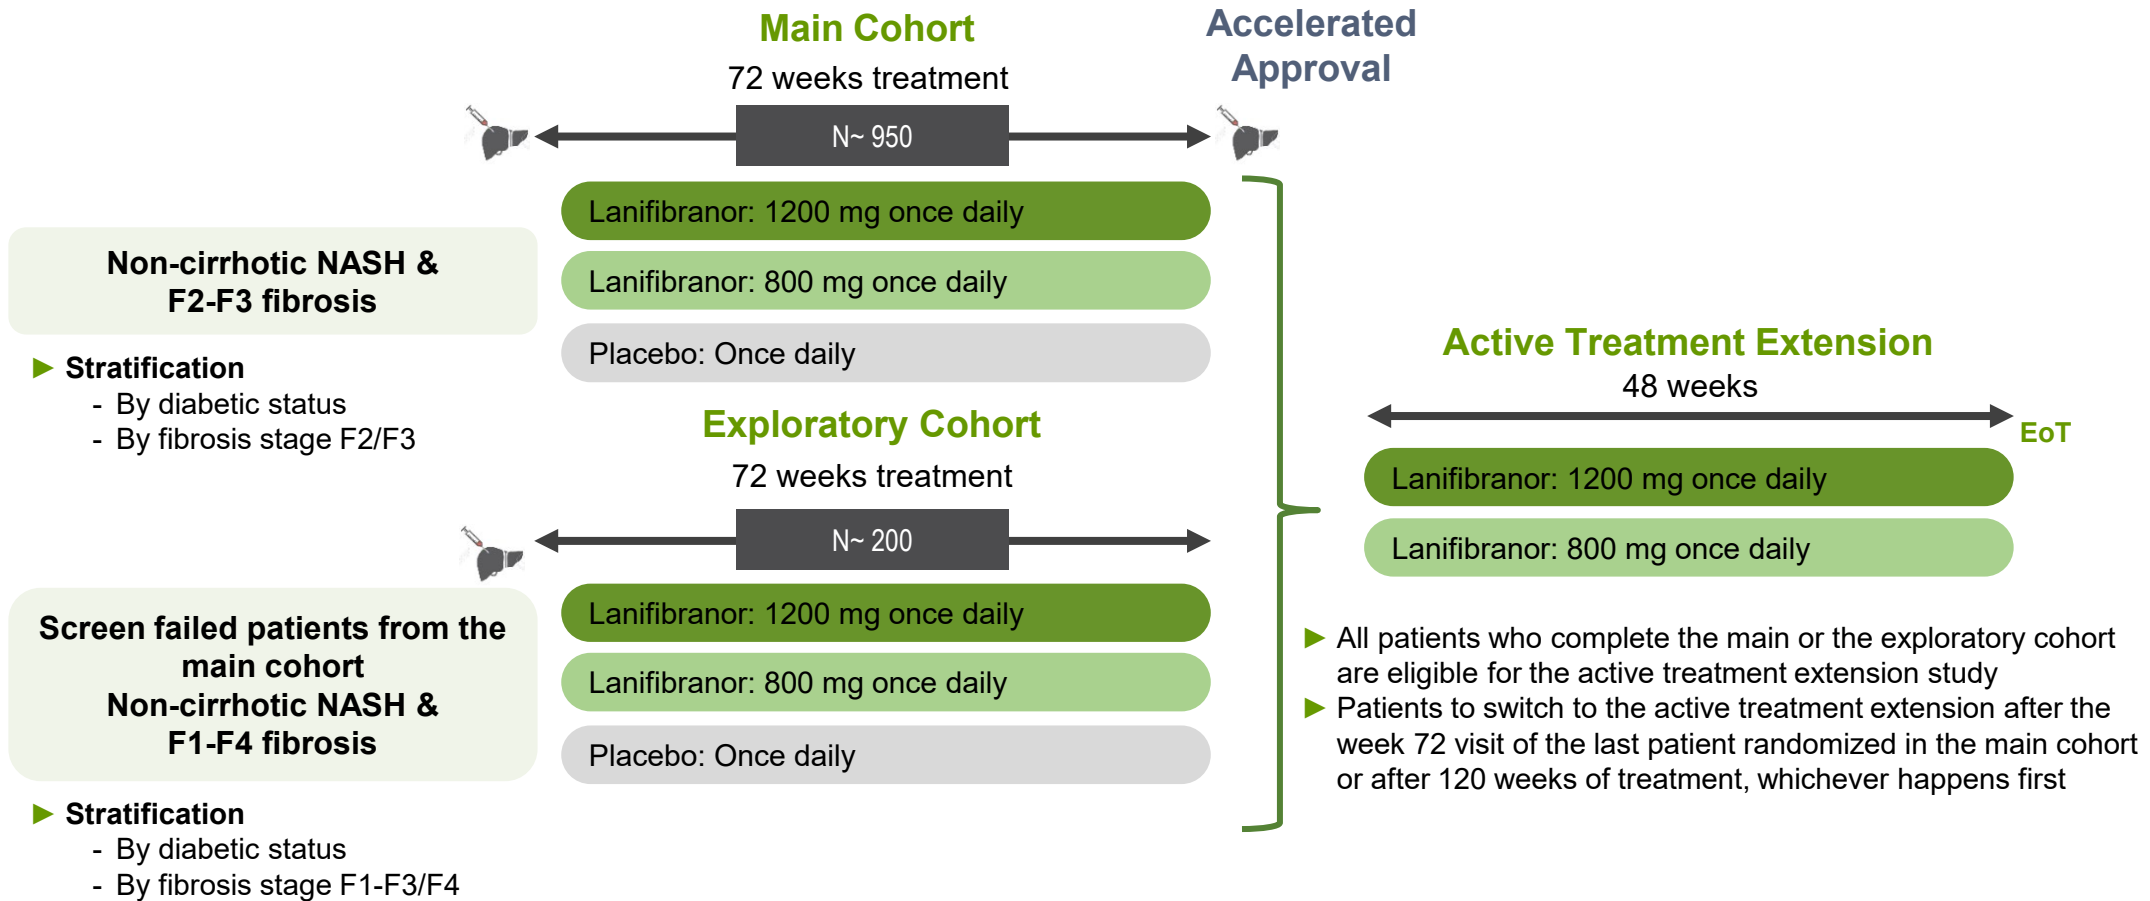 Main Cohort
72 weeks treatment
N~ 950
Accelerated
Approval
Lanifibranor: 1200 mg once daily
Lanifibranor: 800 mg once daily
Placebo: Once daily
Non-cirrhotic NASH &
F2-F3 fibrosis
► Stratification
- By diabetic status
- By fibrosis stage F2/F3
Exploratory Cohort
72 weeks treatment
N~ 200
Lanifibranor: 1200 mg once daily
Lanifibranor: 800 mg once daily
Placebo: Once daily
Screen failed patients from the
main cohort
Non-cirrhotic NASH &
F1-F4 fibrosis
► Stratification
- By diabetic status
- By fibrosis stage F1-F3/F4
Active Treatment Extension
48 weeks
EoT
Lanifibranor: 1200 mg once daily
Lanifibranor: 800 mg once daily
► All patients who complete the main or the exploratory cohort
are eligible for the active treatment extension study
► Patients to switch to the active treatment extension after the
week 72 visit of the last patient randomized in the main cohort
or after 120 weeks of treatment, whichever happens first